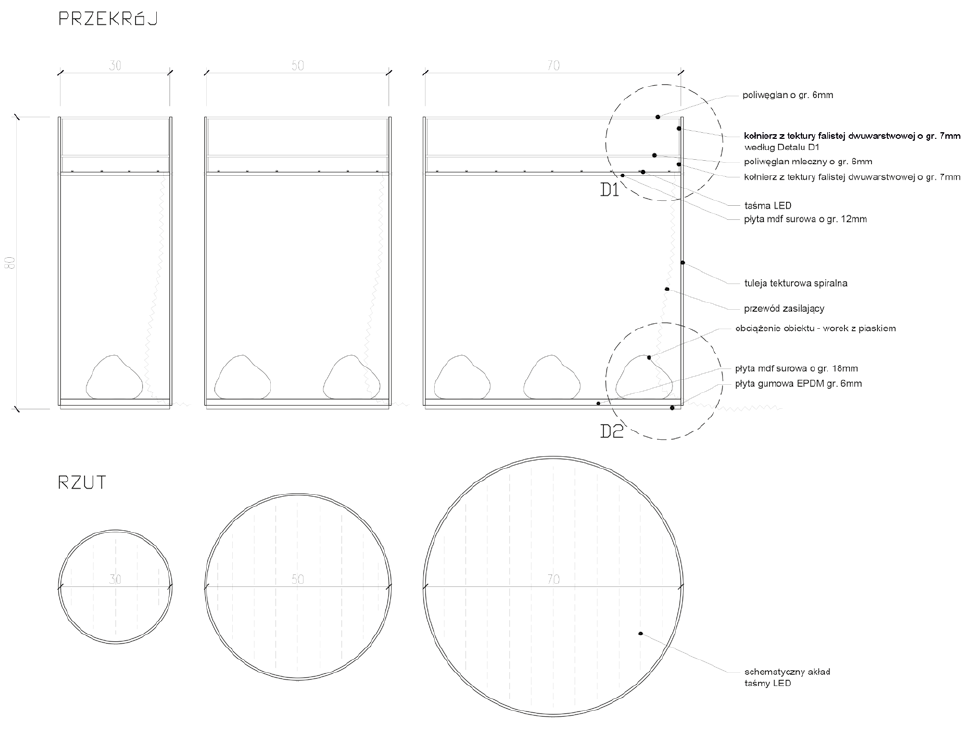 PRZEKRÓJ
30
50
70
80
poliwęglan o gr. 6mm
kołnierz z tektury falistej dwuwarstwowej o gr. 7mm
według Detalu D1
poliwęglan mleczny o gr. 6mm
kołnierz z tektury falistej dwuwarstwowej o gr. 7mm
D1
taśma LED
płyta mdf surowa o gr. 12mm
tuleja tekturowa spiralna
przewód zasilający
obciążenie obiektu - worek z piaskiem
płyta mdf surowa o gr. 18mm
płyta gumowa EPDM gr. 6mm
D2
RZUT
30
50
70
schematyczny akład
taśmy LED